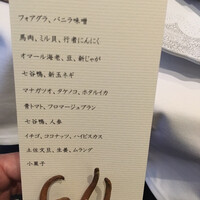 フォアグラ、バニラ味噌
馬肉、ミル貝、行者にんにく
オマール海老、豆、新じゃが
七谷鴨、新玉ネギ
マナガツオ、タケノコ、ホタルイカ
青トマト、フロマージュブラン
七谷鴨、人参
イチゴ、ココナッツ、ハイビスカス
土佐文旦、生姜、ムラング
小菓子